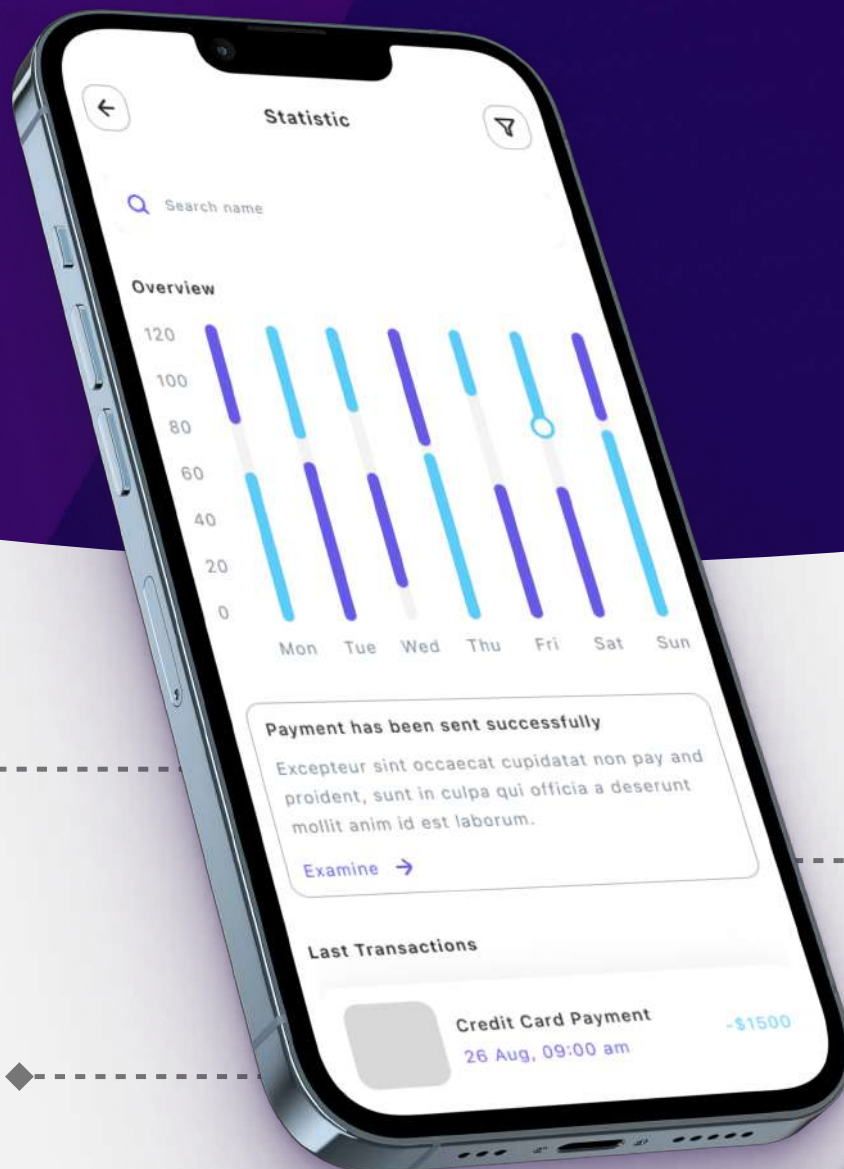 Statistic
Search name
Overview
120
100
80
60
40
20
0
Mon Tue Wed Thu Fri Sat Sun
Payment has been sent successfully
Excepteur sint occaecat cupidatat non pay and
proident, sunt in culpa qui officia a deserunt
mollit anim id est laborum.
Examine
Last Transactions
Credit Card Payment
-$1500
26 Aug, 09:00 am